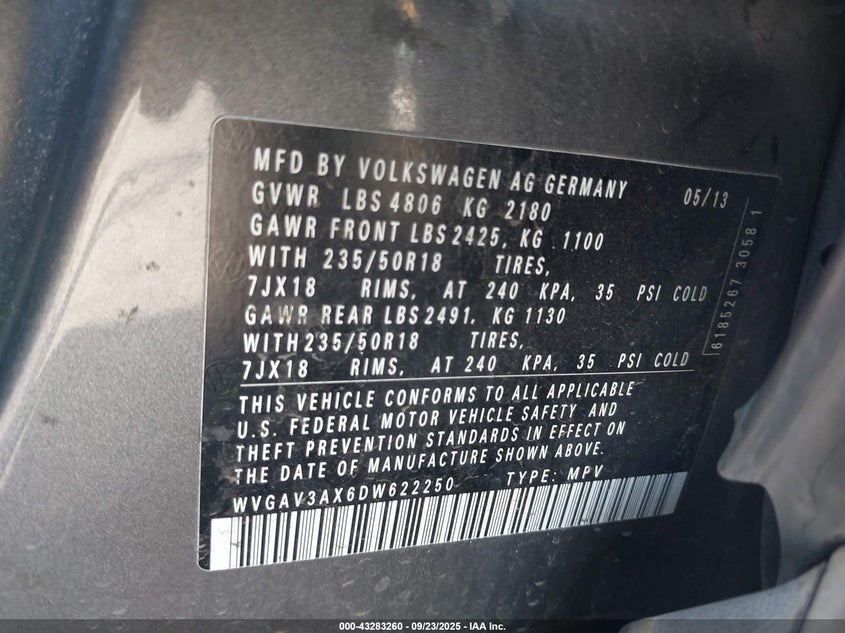 MFD BY VOLKSWAGEN AG GERMANY 05/13
GVWR LBS 4806 KG 2180
GAWR FRONT LBS 2425, KG 1100
WITH 235/50R18 TIRES,
7JX18 RIMS, AT 240 KPA, 35 PSI COLD
GAWR REAR LBS 2491, KG 1130
WITH 235/50R18 TIRES,
7JX18 RIMS, AT 240 KPA, 35 PSI COLD
THIS VEHICLE CONFORMS TO ALL APPLICABLE
U.S. FEDERAL MOTOR VEHICLE SAFETY AND
THEFT PREVENTION STANDARDS IN EFFECT ON
THE DATE OF MANUFACTURE SHOWN ABOVE.
WVGAV3AX6DW622250 TYPE: MPV
6185267 3058 1
000-43283260 - 09/23/2025 - IAA Inc.